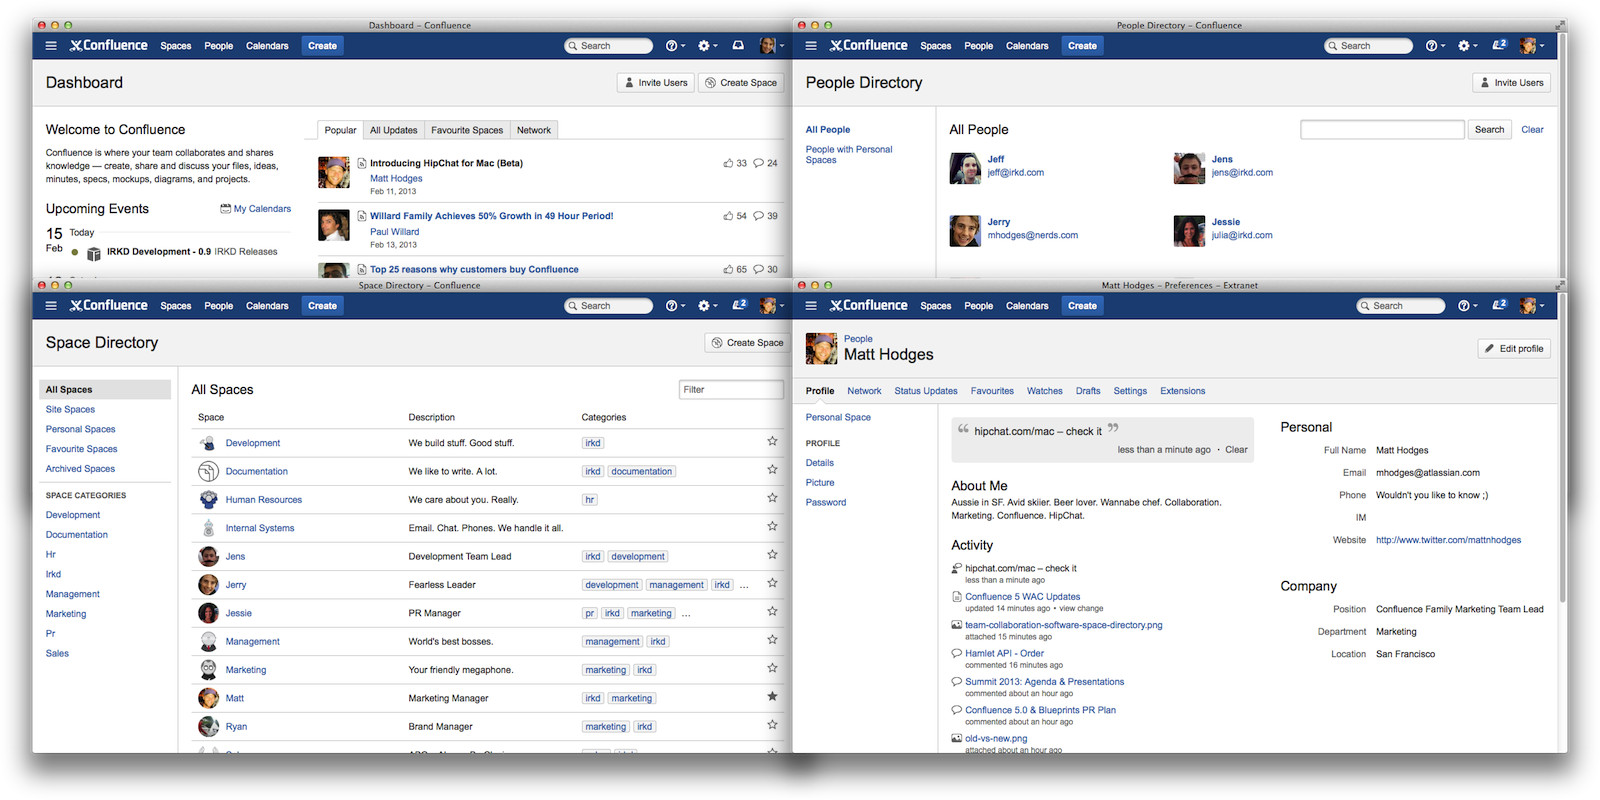 Dashboard – Confluence
Confluence Spaces People Calendars Create Search
Dashboard
Invite Users Create Space
Welcome to Confluence
Confluence is where your team collaborates and shares
knowledge — create, share and discuss your files, ideas,
minutes, specs, mockups, diagrams, and projects.
Upcoming Events My Calendars
15 Today
Feb
IRKD Development - 0.9 IRKD Releases
Popular All Updates Favourite Spaces Network
Introducing HipChat for Mac (Beta) 33 24
Matt Hodges
Feb 11, 2013
Willard Family Achieves 50% Growth in 49 Hour Period! 54 39
Paul Willard
Feb 13, 2013
Top 25 reasons why customers buy Confluence 65 30
People Directory – Confluence
Confluence Spaces People Calendars Create Search 2
People Directory
Invite Users
All People
People with Personal
Spaces
All People Search Clear
Jeff
jeff@irkd.com
Jens
jens@irkd.com
Jerry
mhodges@nerds.com
Jessie
julia@irkd.com
Space Directory – Confluence
Confluence Spaces People Calendars Create Search 2
Space Directory
Create Space
All Spaces
Site Spaces
Personal Spaces
Favourite Spaces
Archived Spaces
SPACE CATEGORIES
Development
Documentation
Hr
Irkd
Management
Marketing
Pr
Sales
All Spaces Filter
Space Description Categories
Development We build stuff. Good stuff. irkd
Documentation We like to write. A lot. irkd documentation
Human Resources We care about you. Really. hr
Internal Systems Email. Chat. Phones. We handle it all.
Jens Development Team Lead irkd development
Jerry Fearless Leader development management irkd ...
Jessie PR Manager pr irkd marketing ...
Management World's best bosses. management irkd
Marketing Your friendly megaphone. marketing irkd
Matt Marketing Manager irkd marketing
Ryan Brand Manager marketing irkd
Matt Hodges – Preferences – Extranet
Confluence Spaces People Calendars Create Search 2
People
Matt Hodges
Edit profile
Profile Network Status Updates Favourites Watches Drafts Settings Extensions
Personal Space
PROFILE
Details
Picture
Password
“ hipchat.com/mac – check it ”
less than a minute ago • Clear
About Me
Aussie in SF. Avid skiier. Beer lover. Wannabe chef. Collaboration.
Marketing. Confluence. HipChat.
Activity
hipchat.com/mac – check it
less than a minute ago
Confluence 5 WAC Updates
updated 14 minute ago • view change
team-collaboration-software-space-directory.png
attached 15 minutes ago
Hamlet API - Order
commented 16 minutes ago
Summit 2013: Agenda & Presentations
commented about an hour ago
Confluence 5.0 & Blueprints PR Plan
commented about an hour ago
old-vs-new.png
attached about an hour ago
Personal
Full Name Matt Hodges
Email mhodges@atlassian.com
Phone Wouldn't you like to know ;)
IM
Website http://www.twitter.com/mattnhodges
Company
Position Confluence Family Marketing Team Lead
Department Marketing
Location San Francisco